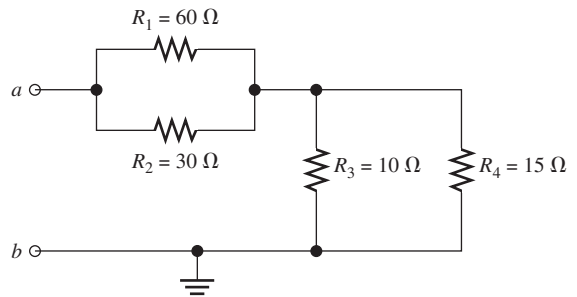 R₁ = 60 Ω
a
R₂ = 30 Ω
R₃ = 10 Ω
R₄ = 15 Ω
b